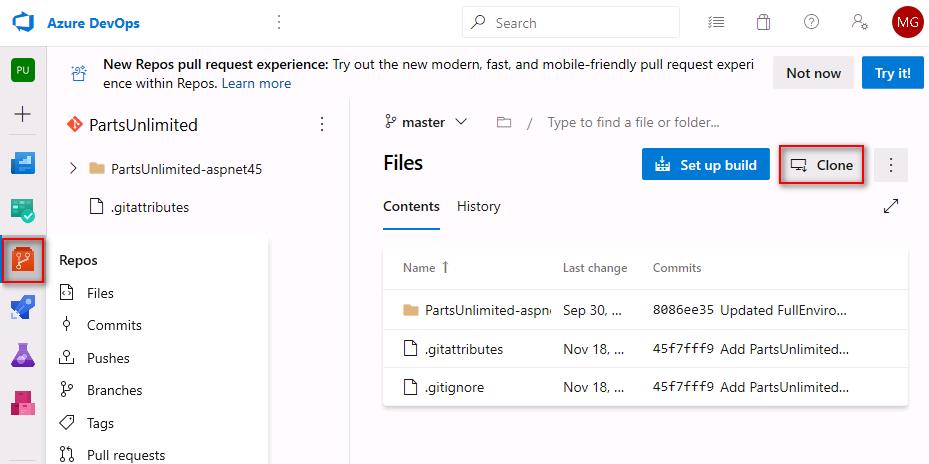 Azure DevOps
Search
MG
PU
New Repos pull request experience: Try out the new modern, fast, and mobile-friendly pull request experi
ence within Repos. Learn more
Not now
Try it!
PartsUnlimited
PartsUnlimited-aspnet45
.gitattributes
Repos
Files
Commits
Pushes
Branches
Tags
Pull requests
master
/ Type to find a file or folder...
Files
Set up build
Clone
Contents
History
Name ↑ Last change Commits
PartsUnlimited-aspn Sep 30, ... 8086ee35 Updated FullEnviro...
.gitattributes Nov 18, ... 45f7fff9 Add PartsUnlimited...
.gitignore Nov 18, ... 45f7fff9 Add PartsUnlimited...